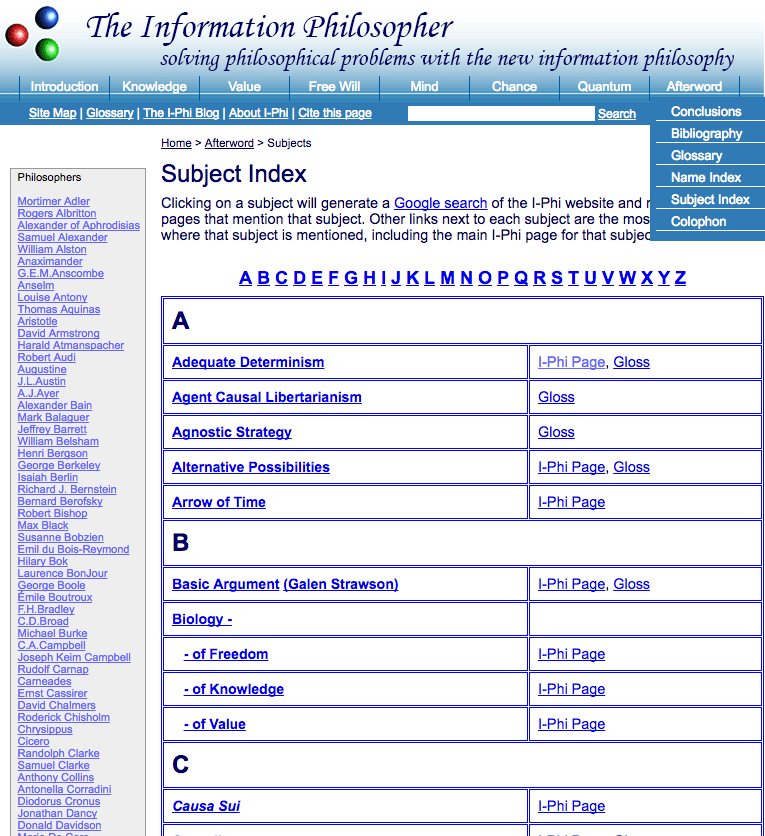 The Information Philosopher
solving philosophical problems with the new information philosophy
Introduction Knowledge Value Free Will Mind Chance Quantum Afterword
Site Map | Glossary | The I-Phi Blog | About I-Phi | Cite this page Search
Conclusions
Bibliography
Glossary
Name Index
Subject Index
Colophon
Home > Afterword > Subjects
Philosophers
Mortimer Adler
Rogers Albritton
Alexander of Aphrodisias
Samuel Alexander
William Alston
Anaximander
G.E.M.Anscombe
Anselm
Louise Antony
Thomas Aquinas
Aristotle
David Armstrong
Harald Atmanspacher
Robert Audi
Augustine
J.L.Austin
A.J.Ayer
Alexander Bain
Mark Balaguer
Jeffrey Barrett
William Belsham
Henri Bergson
George Berkeley
Isaiah Berlin
Richard J. Bernstein
Bernard Berofsky
Robert Bishop
Max Black
Susanne Bobzien
Emil du Bois-Reymond
Hilary Bok
Laurence BonJour
George Boole
Émile Boutroux
F.H.Bradley
C.D.Broad
Michael Burke
C.A.Campbell
Joseph Keim Campbell
Rudolf Carnap
Carneades
Ernst Cassirer
David Chalmers
Roderick Chisholm
Chrysippus
Cicero
Randolph Clarke
Samuel Clarke
Anthony Collins
Antonella Corradini
Diodorus Cronus
Jonathan Dancy
Donald Davidson
Subject Index
Clicking on a subject will generate a Google search of the I-Phi website and
pages that mention that subject. Other links next to each subject are the mos
where that subject is mentioned, including the main I-Phi page for that subjec
A B C D E F G H I J K L M N O P Q R S T U V W X Y Z
A
Adequate Determinism I-Phi Page, Gloss
Agent Causal Libertarianism Gloss
Agnostic Strategy Gloss
Alternative Possibilities I-Phi Page, Gloss
Arrow of Time I-Phi Page
B
Basic Argument (Galen Strawson) I-Phi Page, Gloss
Biology -
- of Freedom I-Phi Page
- of Knowledge I-Phi Page
- of Value I-Phi Page
C
Causa Sui I-Phi Page